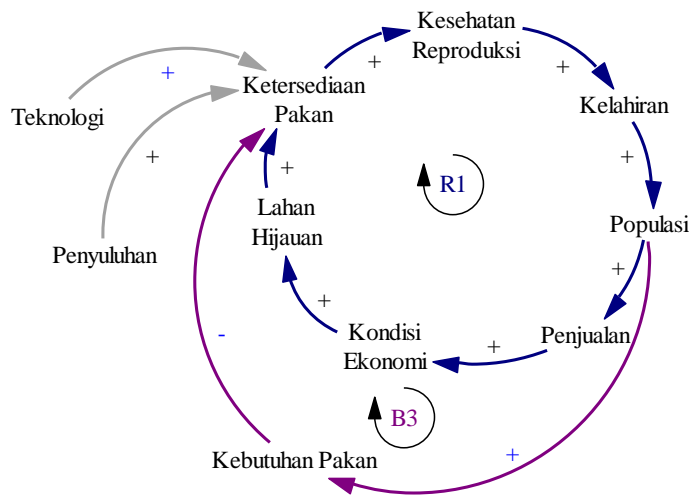 Kesehatan
Reproduksi
+
+
+
Ketersediaan
Pakan
Teknologi
Kelahiran
+
+
+
R1
Lahan
Hijauan
Populasi
Penyuluhan
+
+
-
Kondisi
Ekonomi
+
Penjualan
B3
+
Kebutuhan Pakan